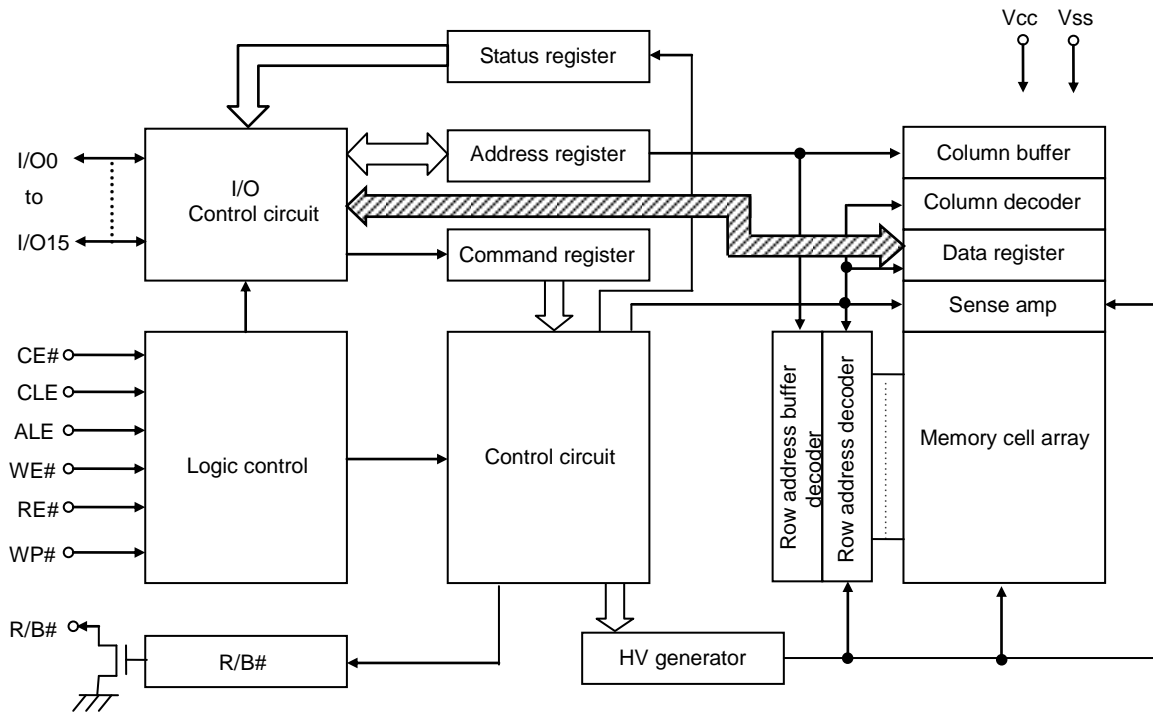 Vcc
Vss
Status register
I/O0
to
I/O15
I/O
Control circuit
Address register
Column buffer
Column decoder
Command register
Data register
Sense amp
CE#
CLE
ALE
WE#
RE#
WP#
Logic control
Control circuit
Row address buffer
decoder
Row address decoder
Memory cell array
R/B#
R/B#
HV generator